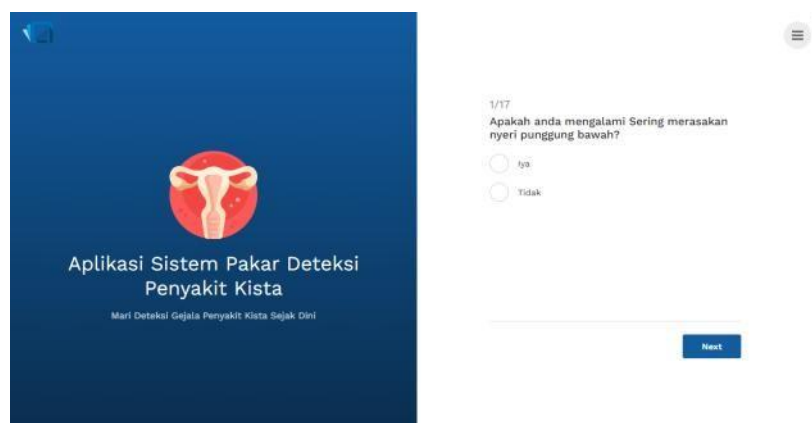 Aplikasi Sistem Pakar Deteksi
Penyakit Kista
Mari Deteksi Gejala Penyakit Kista Sejak Dini
1/17
Apakah anda mengalami Sering merasakan
nyeri punggung bawah?
Iya
Tidak
Next